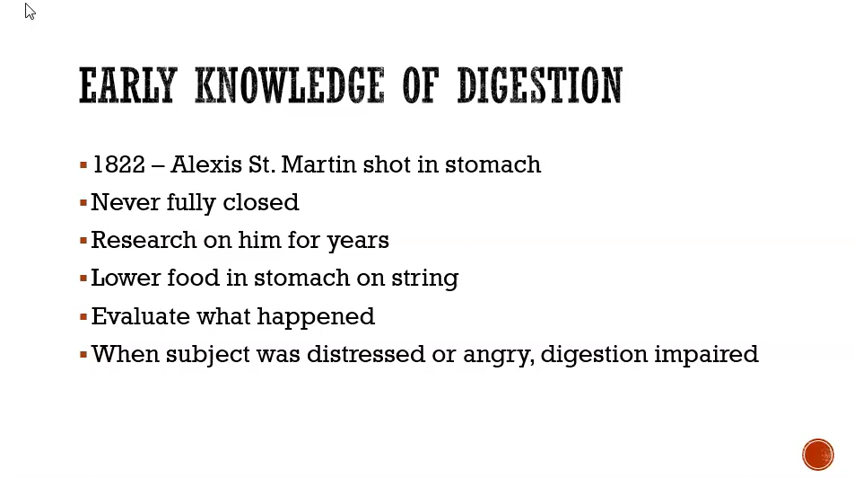 EARLY KNOWLEDGE OF DIGESTION
▪ 1822 – Alexis St. Martin shot in stomach
▪ Never fully closed
▪ Research on him for years
▪ Lower food in stomach on string
▪ Evaluate what happened
▪ When subject was distressed or angry, digestion impaired